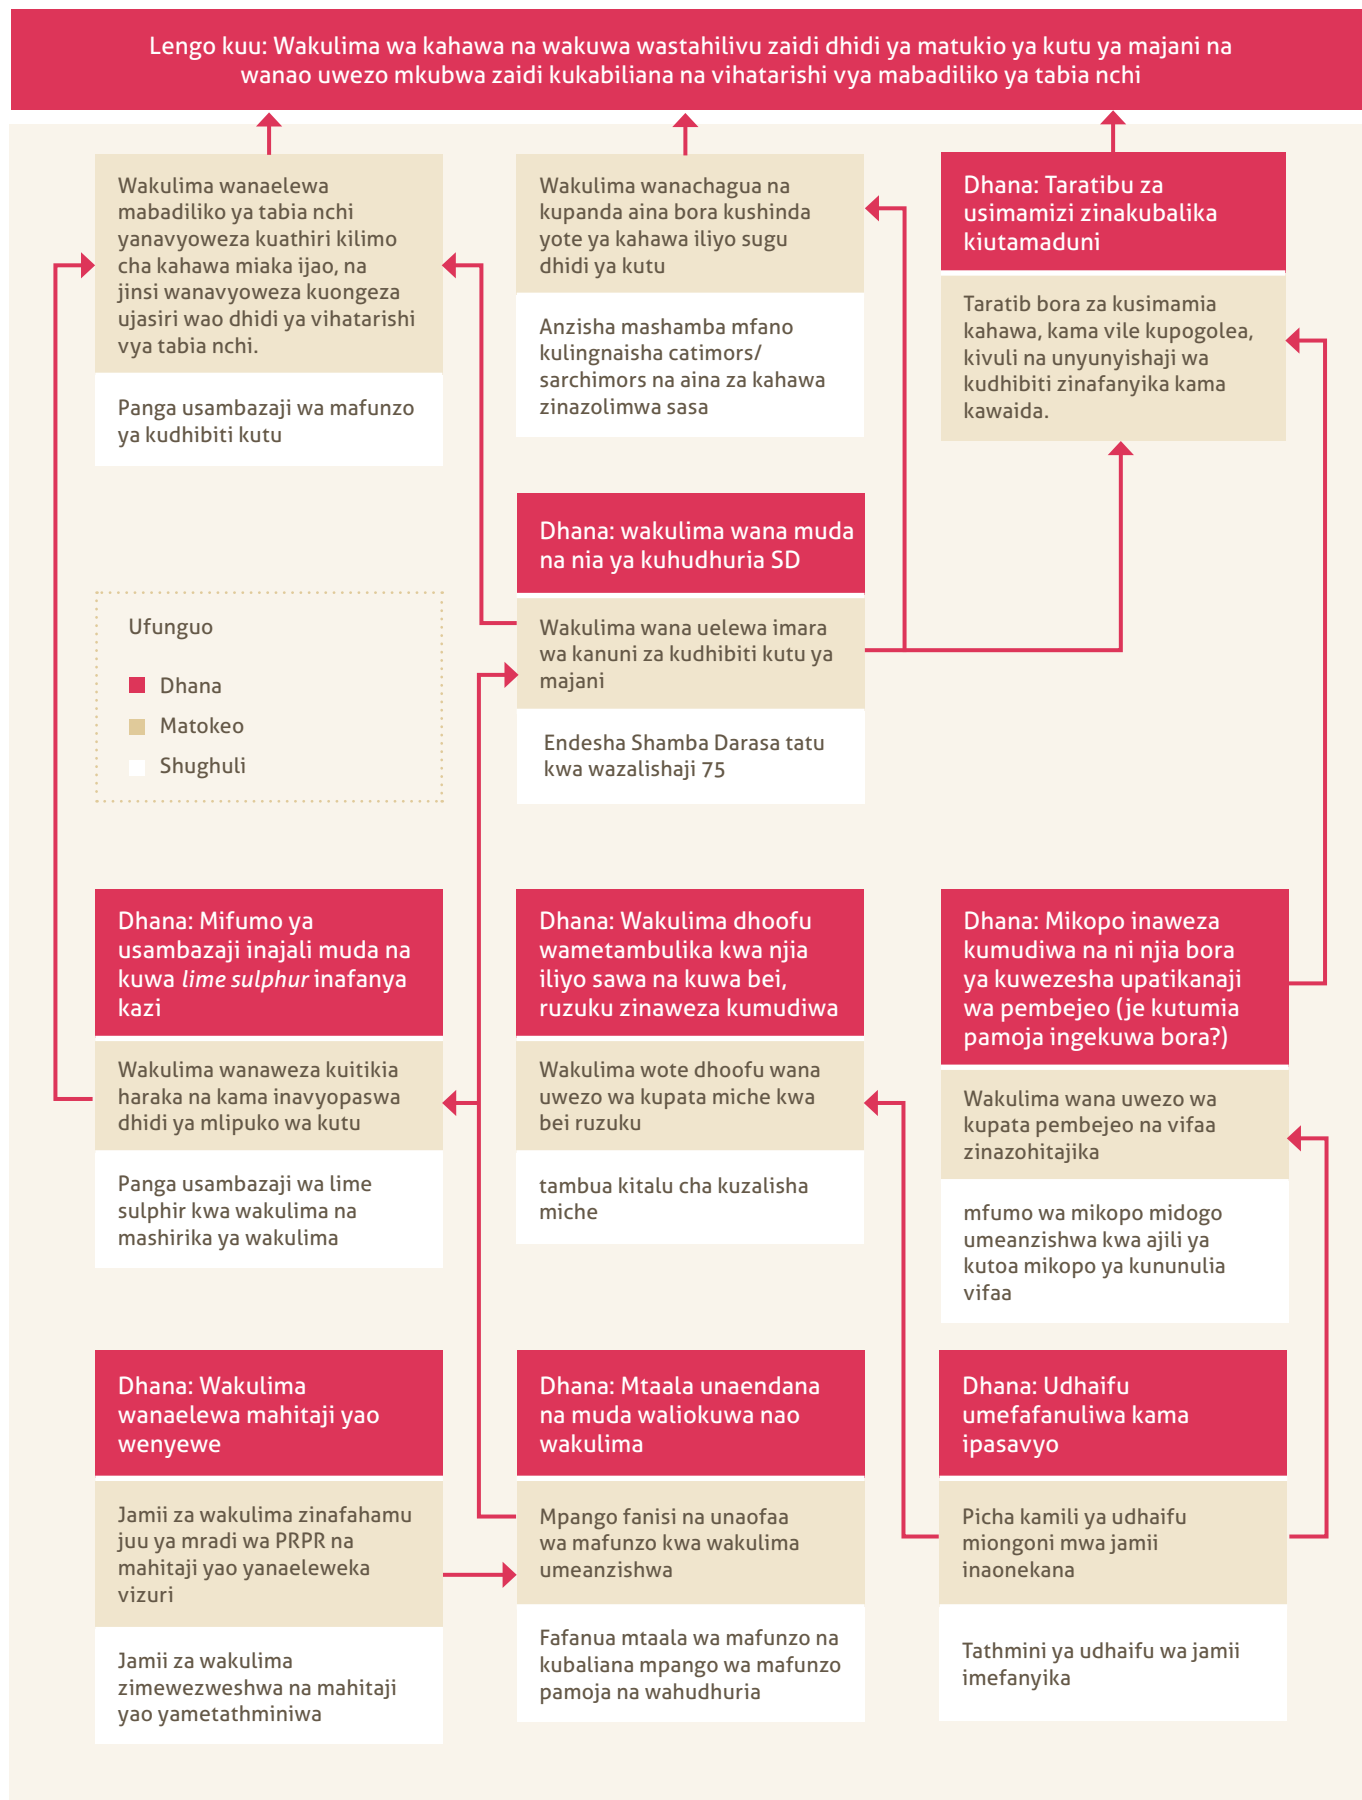 Lengo kuu: Wakulima wa kahawa na wakuwa wastahilivu zaidi dhidi ya matukio ya kutu ya majani na
wanao uwezo mkubwa zaidi kukabiliana na vihatarishi vya mabadiliko ya tabia nchi
Wakulima wanaelewa
mabadiliko ya tabia nchi
yanavyoweza kuathiri kilimo
cha kahawa miaka ijao, na
jinsi wanavyoweza kuongeza
ujasiri wao dhidi ya vihatarishi
vya tabia nchi.
Panga usambazaji wa mafunzo
ya kudhibiti kutu
Wakulima wanachagua na
kupanda aina bora kushinda
yote ya kahawa iliyo sugu
dhidi ya kutu
Anzisha mashamba mfano
kulingnaisha catimors/
sarchimors na aina za kahawa
zinazolimwa sasa
Dhana: Taratibu za
usimamizi zinakubalika
kiutamaduni
Taratib bora za kusimamia
kahawa, kama vile kupogolea,
kivuli na unyunyishaji wa
kudhibiti zinafanyika kama
kawaida.
Dhana: wakulima wana muda
na nia ya kuhudhuria SD
Wakulima wana uelewa imara
wa kanuni za kudhibiti kutu ya
majani
Endesha Shamba Darasa tatu
kwa wazalishaji 75
Ufunguo
Dhana
Matokeo
Shughuli
Dhana: Mifumo ya
usambazaji inajali muda na
kuwa lime sulphur inafanya
kazi
Wakulima wanaweza kuitikia
haraka na kama inavyopaswa
dhidi ya mlipuko wa kutu
Panga usambazaji wa lime
sulphir kwa wakulima na
mashirika ya wakulima
Dhana: Wakulima dhoofu
wametambulika kwa njia
iliyo sawa na kuwa bei,
ruzuku zinaweza kumudiwa
Wakulima wote dhoofu wana
uwezo wa kupata miche kwa
bei ruzuku
tambua kitalu cha kuzalisha
miche
Dhana: Mikopo inaweza
kumudiwa na ni njia bora
ya kuwezesha upatikanaji
wa pembejeo (je kutumia
pamoja ingekuwa bora?)
Wakulima wana uwezo wa
kupata pembejeo na vifaa
zinazohitajika
mfumo wa mikopo midogo
umeanzishwa kwa ajili ya
kutoa mikopo ya kununulia
vifaa
Dhana: Wakulima
wanaelewa mahitaji yao
wenyewe
Jamii za wakulima zinafahamu
juu ya mradi wa PRPR na
mahitaji yao yanaeleweka
vizuri
Jamii za wakulima
zimewezweshwa na mahitaji
yao yametathminiwa
Dhana: Mtaala unaendana
na muda waliokuwa nao
wakulima
Mpango fanisi na unaofaa
wa mafunzo kwa wakulima
umeanzishwa
Fafanua mtaala wa mafunzo na
kubaliana mpango wa mafunzo
pamoja na wahudhuria
Dhana: Udhaifu
umefafanuliwa kama
ipasavyo
Picha kamili ya udhaifu
miongoni mwa jamii
inaonekana
Tathmini ya udhaifu wa jamii
imefanyika